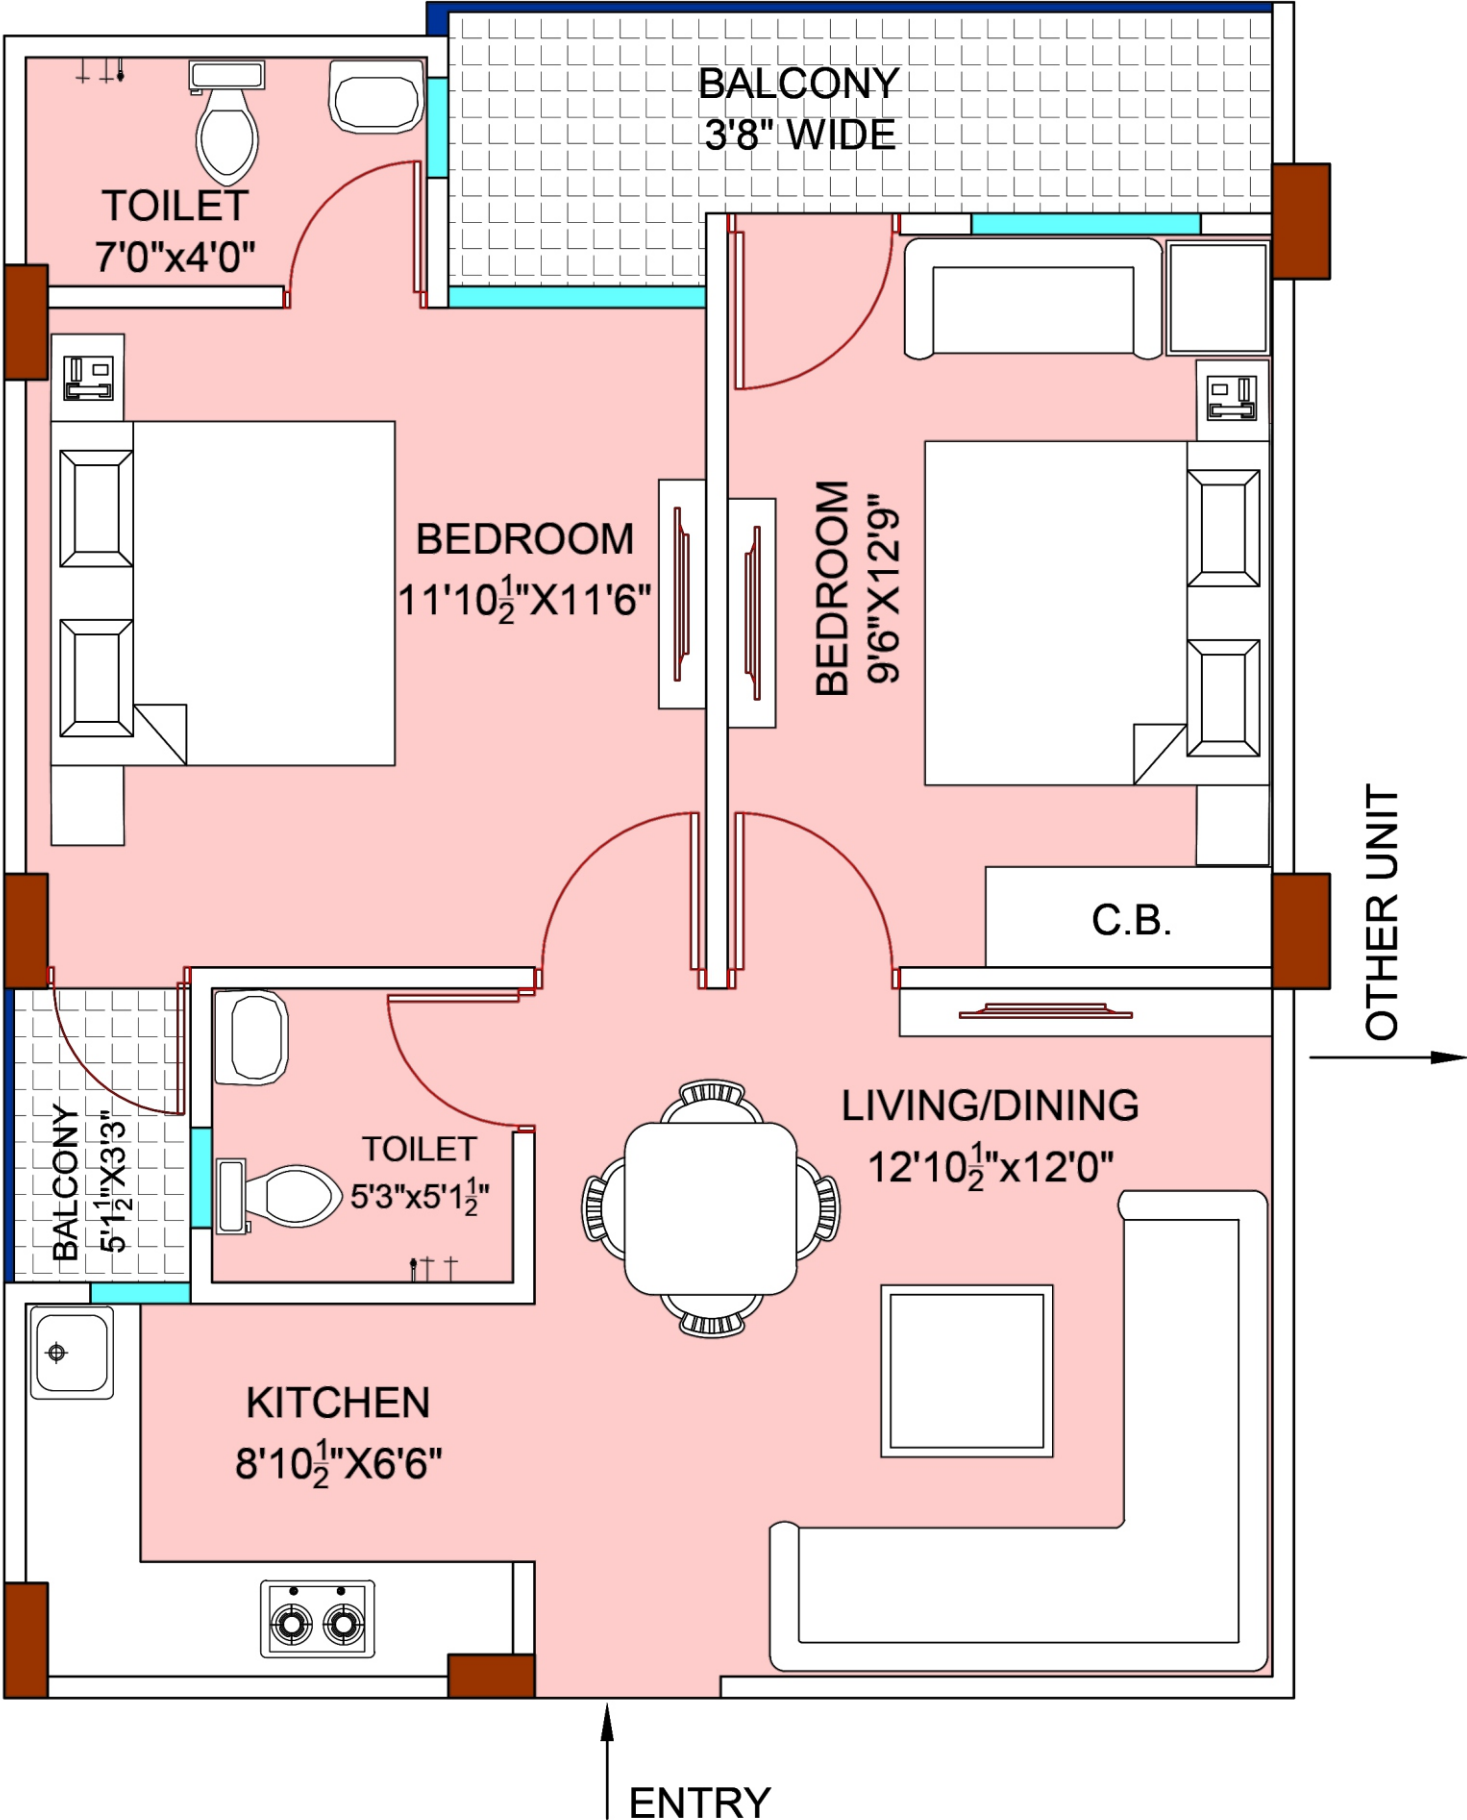 BALCONY
3'8" WIDE
TOILET
7'0"x4'0"
BEDROOM
11'10½"X11'6"
BEDROOM
9'6"X12'9"
C.B.
OTHER UNIT
BALCONY
5'1½"X3'3"
TOILET
5'3"x5'1½"
LIVING/DINING
12'10½"x12'0"
KITCHEN
8'10½"X6'6"
ENTRY